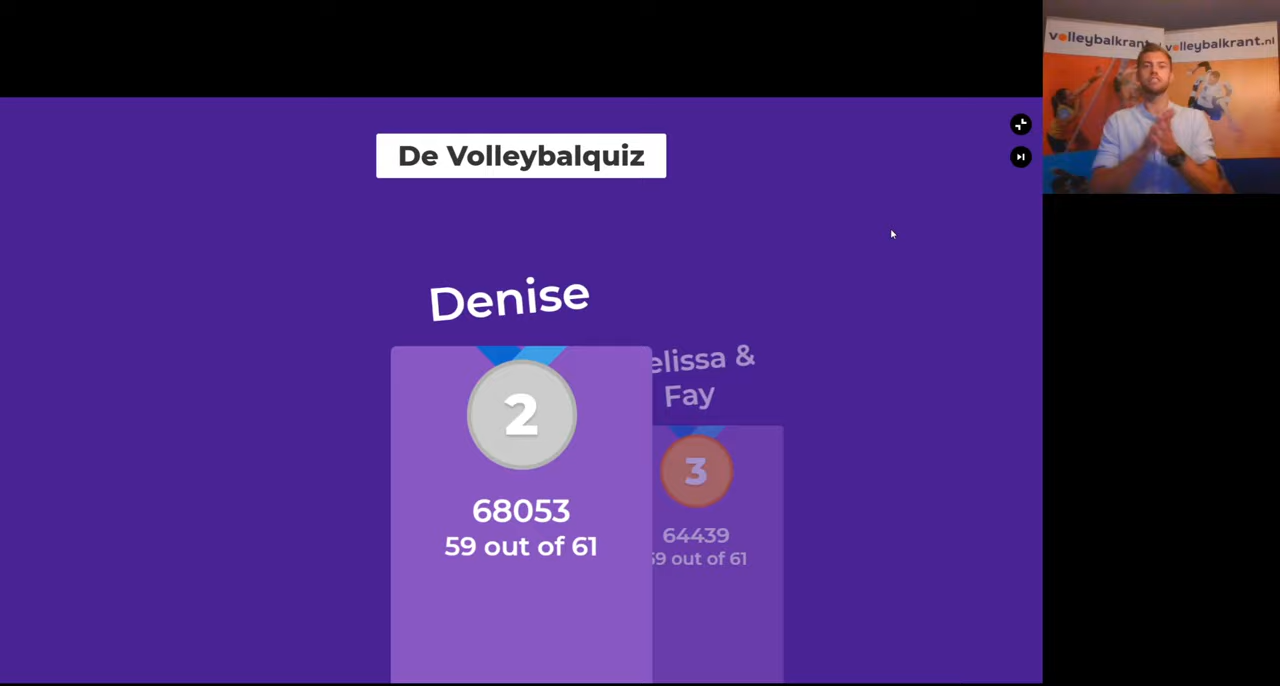 volleybalkrant
volleybalkrant.nl
De Volleybalquiz
Denise
2
68053
59 out of 61
elissa &
Fay
3
64439
59 out of 61